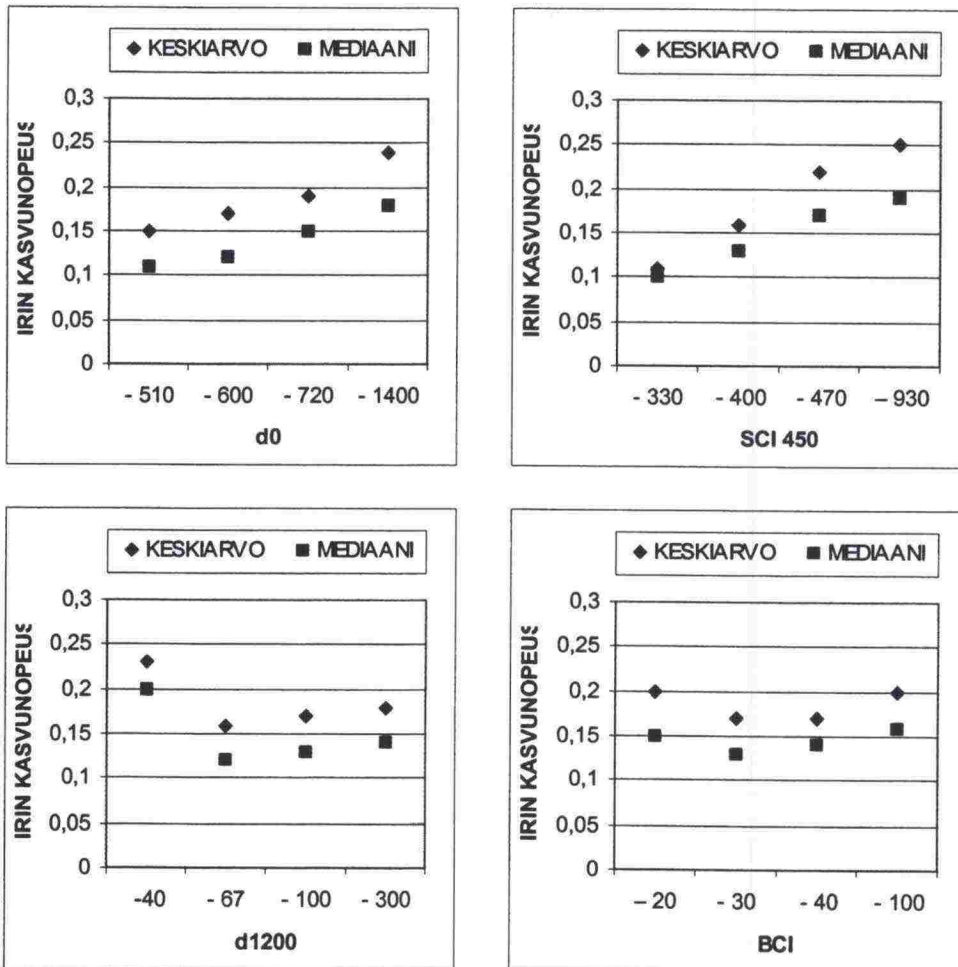 ◆ KESKIARVO ■ MEDIAANI
IRIN KASVUNOPEUS
0,3
0,25
0,2
0,15
0,1
0,05
0
- 510 - 600 - 720 - 1400
d0
◆ KESKIARVO ■ MEDIAANI
IRIN KASVUNOPEUS
0,3
0,25
0,2
0,15
0,1
0,05
0
- 330 - 400 - 470 – 930
SCI 450
◆ KESKIARVO ■ MEDIAANI
IRIN KASVUNOPEUS
0,3
0,25
0,2
0,15
0,1
0,05
0
-40 - 67 - 100 - 300
d1200
◆ KESKIARVO ■ MEDIAANI
IRIN KASVUNOPEUS
0,3
0,25
0,2
0,15
0,1
0,05
0
– 20 - 30 - 40 - 100
BCI